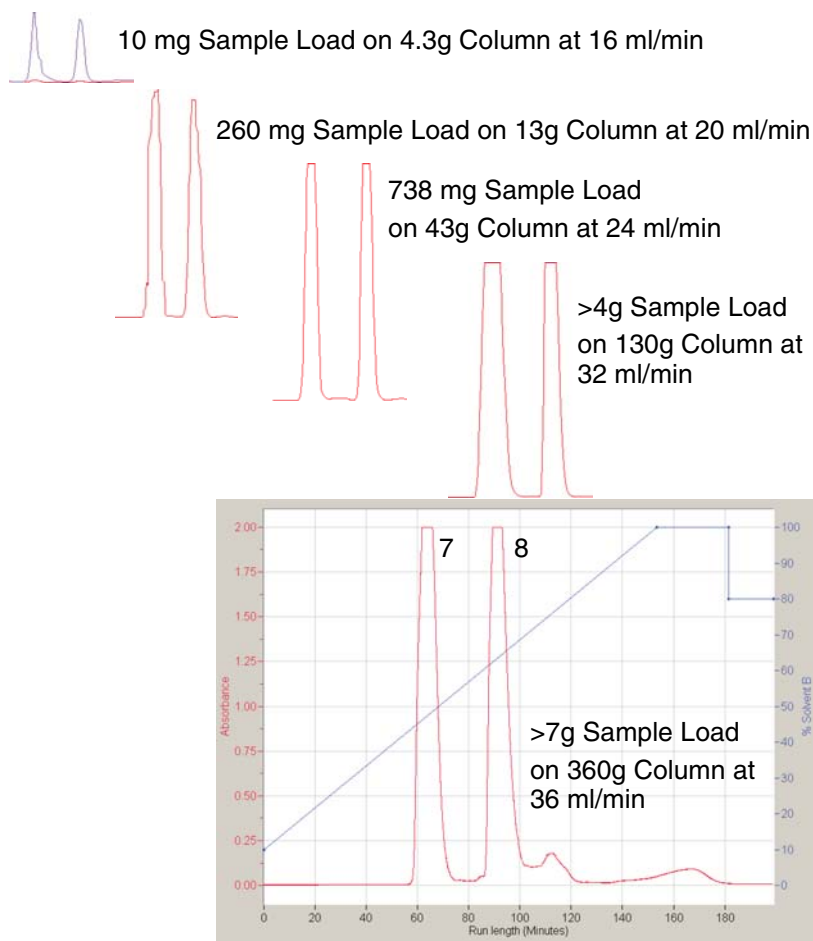 10 mg Sample Load on 4.3g Column at 16 ml/min
260 mg Sample Load on 13g Column at 20 ml/min
738 mg Sample Load
on 43g Column at 24 ml/min
>4g Sample Load
on 130g Column at
32 ml/min
2.00
1.75
1.50
1.25
1.00
0.75
0.50
0.25
0.00
Absorbance
7
8
>7g Sample Load
on 360g Column at
36 ml/min
100
90
80
70
60
50
40
30
20
10
0
% Solvent B
0 20 40 60 80 100 120 140 160 180
Run length (Minutes)